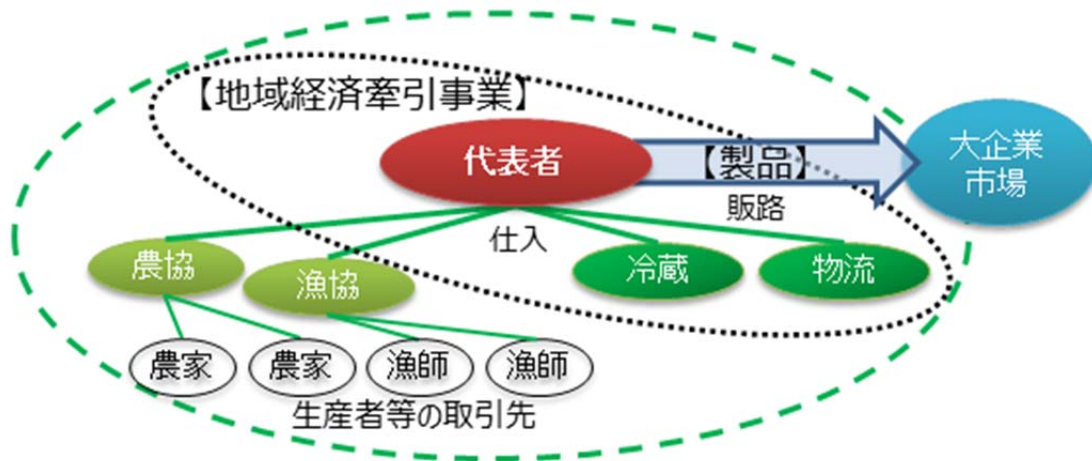 【地域経済牽引事業】
代表者
【製品】
大企業
市場
販路
仕入
農協
漁協
冷蔵
物流
農家
農家
漁師
漁師
生産者等の取引先